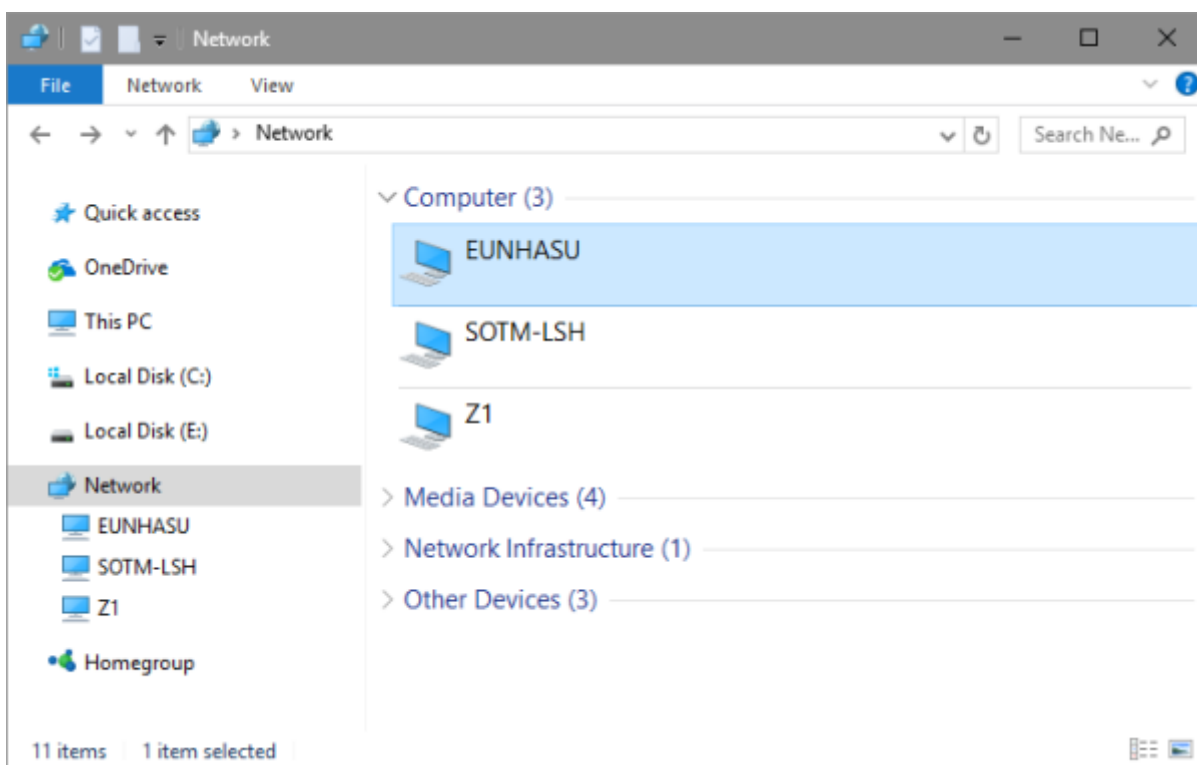 Network
File Network View
Network
Search Ne...
Quick access
OneDrive
This PC
Local Disk (C:)
Local Disk (E:)
Network
EUNHASU
SOTM-LSH
Z1
Homegroup
Computer (3)
EUNHASU
SOTM-LSH
Z1
Media Devices (4)
Network Infrastructure (1)
Other Devices (3)
11 items 1 item selected